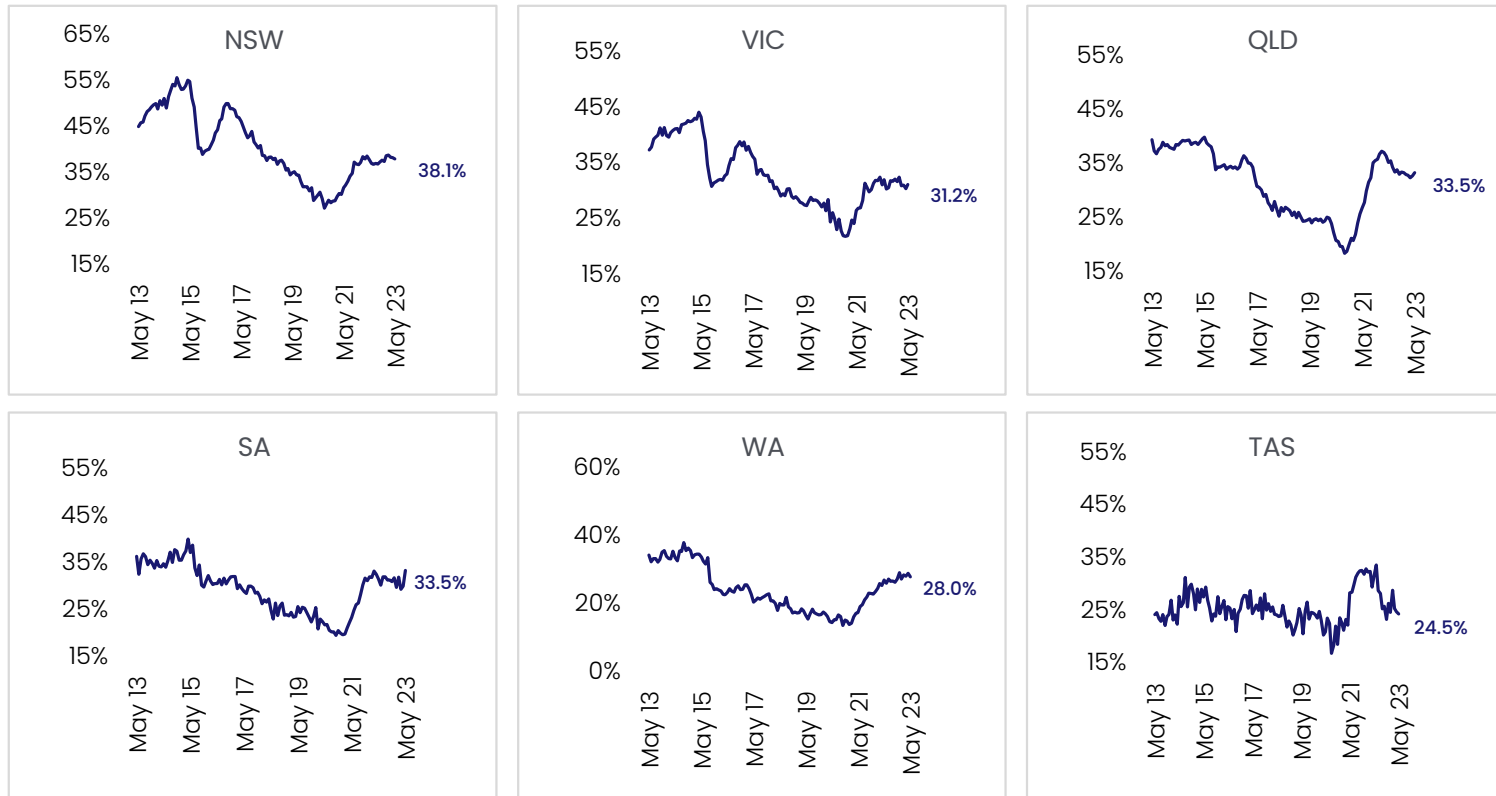 NSW
65%
55%
45%
35%
25%
15%
38.1%
May 13
May 15
May 17
May 19
May 21
May 23
VIC
55%
45%
35%
25%
15%
31.2%
May 13
May 15
May 17
May 19
May 21
May 23
QLD
55%
45%
35%
25%
15%
33.5%
May 13
May 15
May 17
May 19
May 21
May 23
SA
55%
45%
35%
25%
15%
33.5%
May 13
May 15
May 17
May 19
May 21
May 23
WA
60%
40%
20%
0%
28.0%
May 13
May 15
May 17
May 19
May 21
May 23
TAS
55%
45%
35%
25%
15%
24.5%
May 13
May 15
May 17
May 19
May 21
May 23